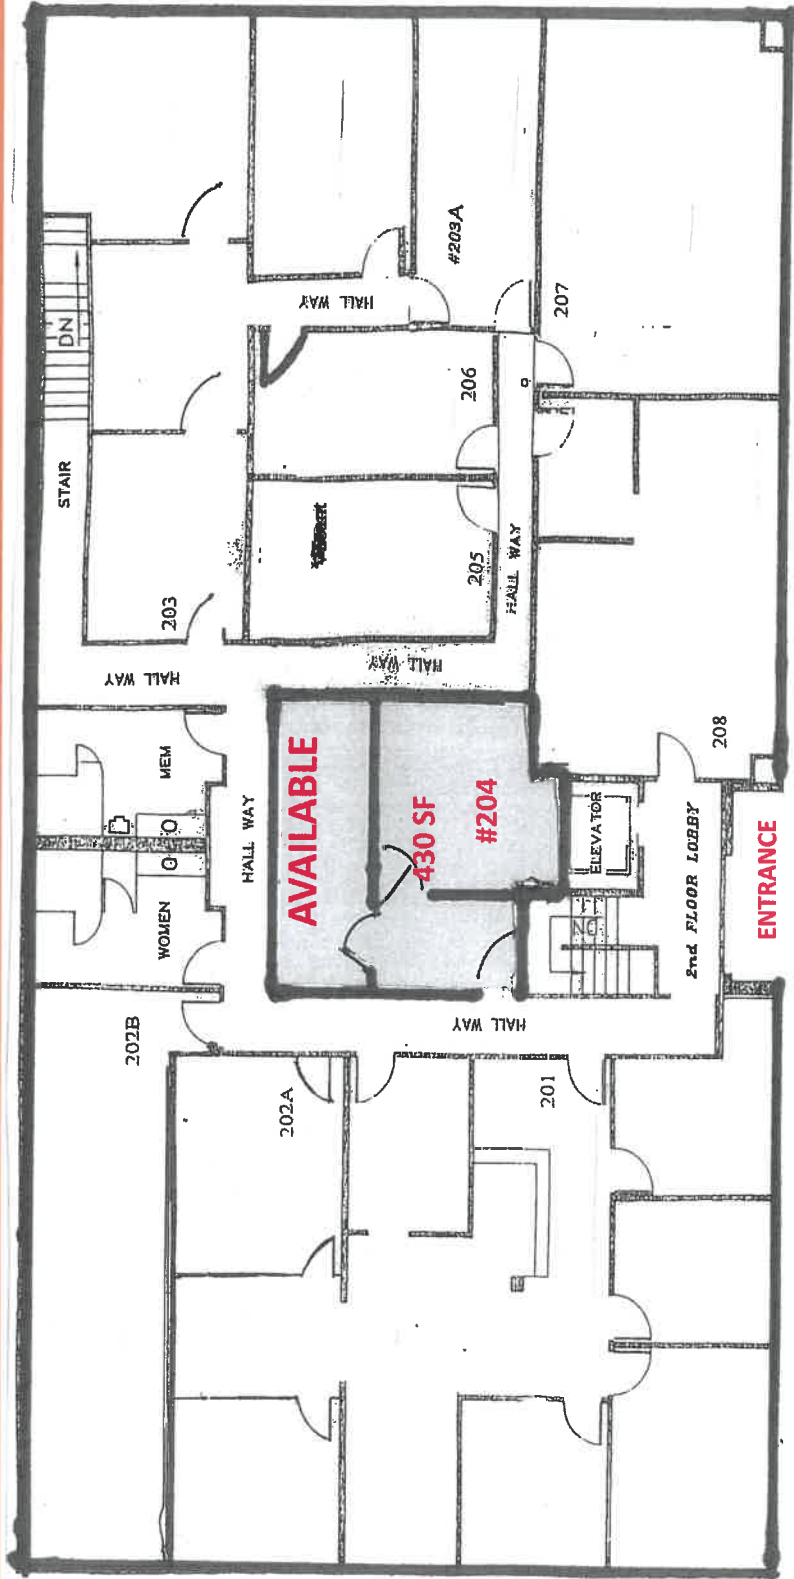 STAIR
DN
202B
HALL WAY
WOMEN
MEM
203
HALL WAY
202A
AVAILABLE
HALL WAY
HALL WAY
430 SF
#203A
206
205
#204
HALL WAY
HALL WAY
201
207
DN
ELEVATOR
2nd FLOOR LOBBY
208
ENTRANCE